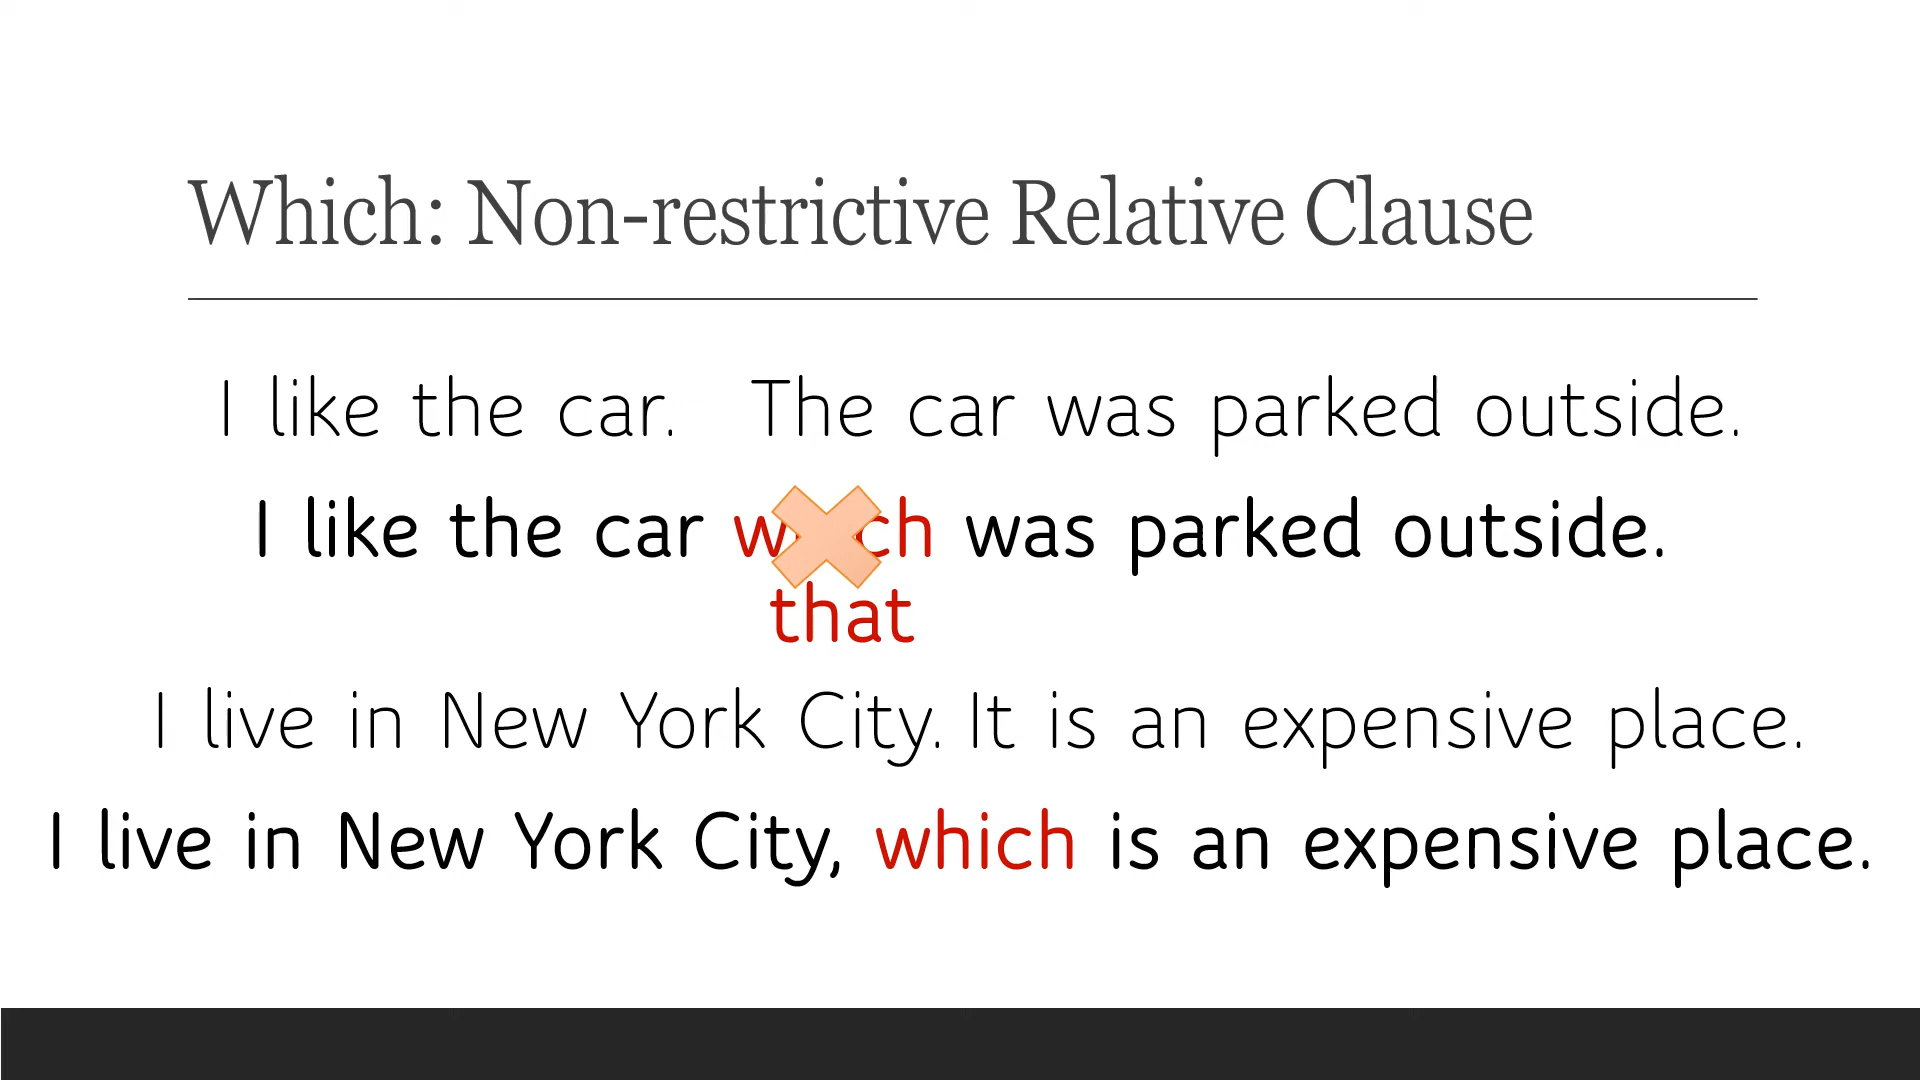 Which: Non-restrictive Relative Clause
I like the car. The car was parked outside.
I like the car which was parked outside.
that
I live in New York City. It is an expensive place.
I live in New York City, which is an expensive place.